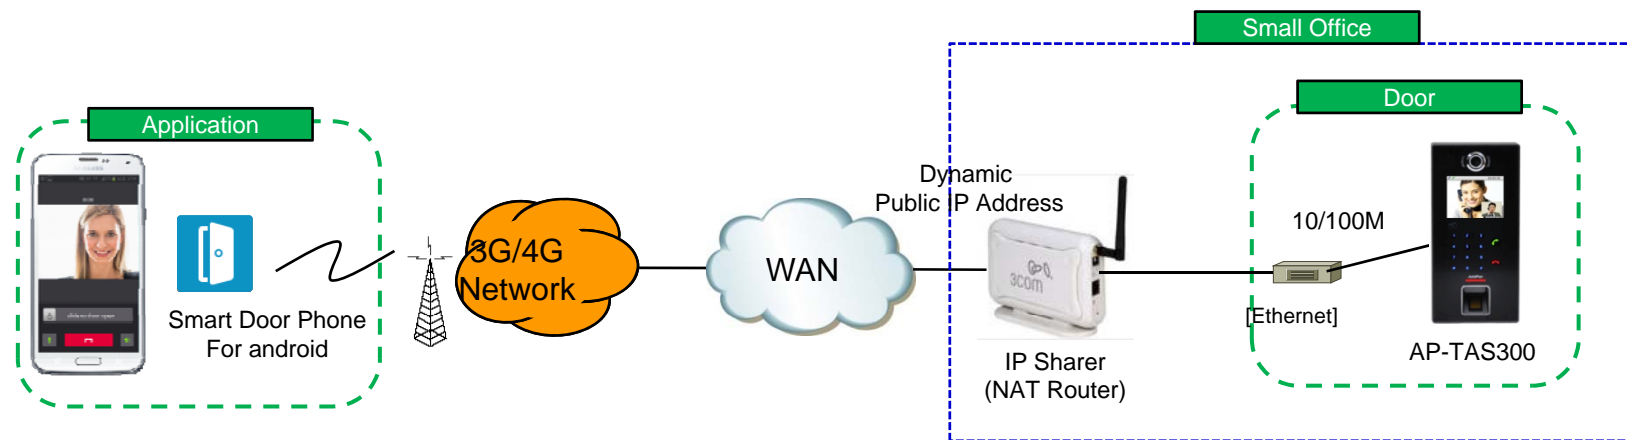 Small Office
Application
Door
Smart Door Phone
For android
3G/4G
Network
WAN
Dynamic
Public IP Address
3com
IP Sharer
(NAT Router)
10/100M
[Ethernet]
AP-TAS300